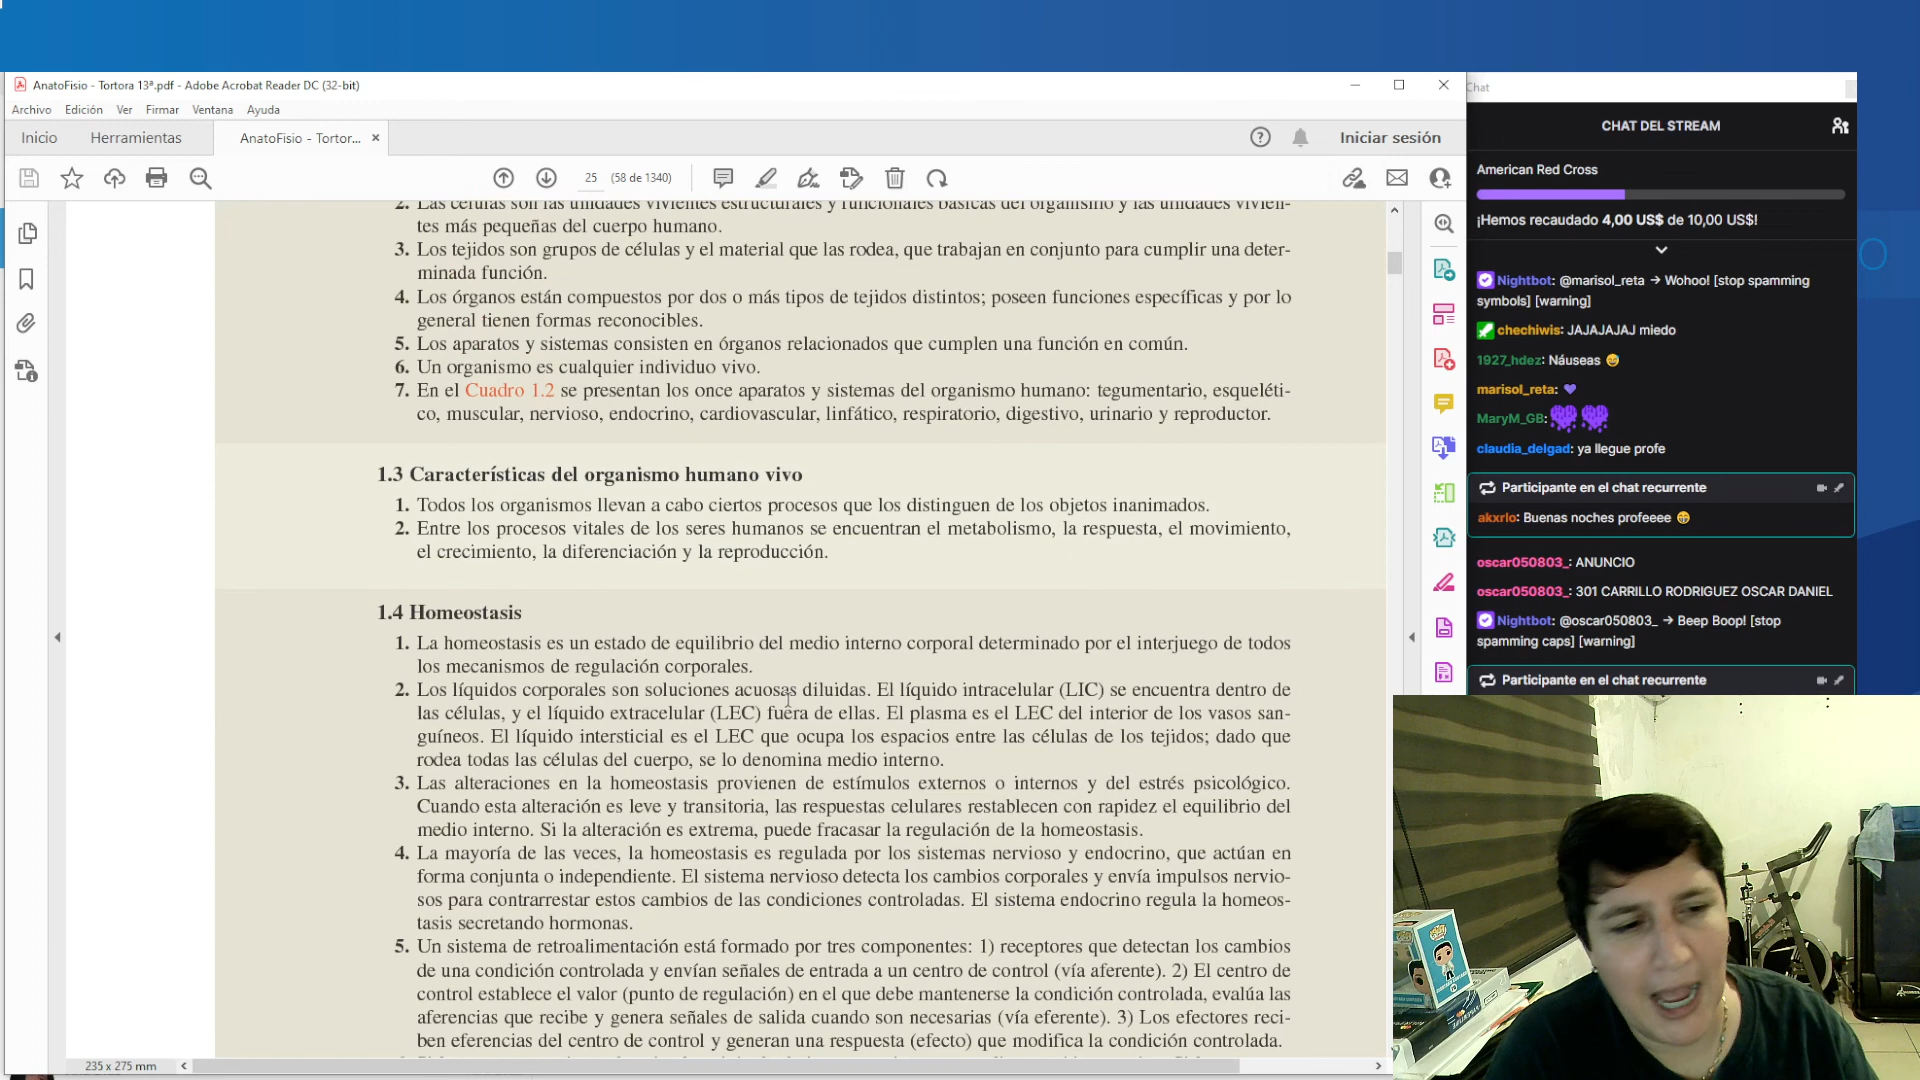 AnatoFisio - Tortora 13ª.pdf - Adobe Acrobat Reader DC (32-bit)
Archivo Edición Ver Firmar Ventana Ayuda
Inicio Herramientas AnatoFisio - Tortor... × Iniciar sesión
25 (58 de 1340)
2. Las células son las unidades vivientes estructurales y funcionales básicas del organismo y las unidades vivien-
tes más pequeñas del cuerpo humano.
3. Los tejidos son grupos de células y el material que las rodea, que trabajan en conjunto para cumplir una deter-
minada función.
4. Los órganos están compuestos por dos o más tipos de tejidos distintos; poseen funciones específicas y por lo
general tienen formas reconocibles.
5. Los aparatos y sistemas consisten en órganos relacionados que cumplen una función en común.
6. Un organismo es cualquier individuo vivo.
7. En el Cuadro 1.2 se presentan los once aparatos y sistemas del organismo humano: tegumentario, esqueléti-
co, muscular, nervioso, endocrino, cardiovascular, linfático, respiratorio, digestivo, urinario y reproductor.
1.3 Características del organismo humano vivo
1. Todos los organismos llevan a cabo ciertos procesos que los distinguen de los objetos inanimados.
2. Entre los procesos vitales de los seres humanos se encuentran el metabolismo, la respuesta, el movimiento,
el crecimiento, la diferenciación y la reproducción.
1.4 Homeostasis
1. La homeostasis es un estado de equilibrio del medio interno corporal determinado por el interjuego de todos
los mecanismos de regulación corporales.
2. Los líquidos corporales son soluciones acuosas diluidas. El líquido intracelular (LIC) se encuentra dentro de
las células, y el líquido extracelular (LEC) fuera de ellas. El plasma es el LEC del interior de los vasos san-
guíneos. El líquido intersticial es el LEC que ocupa los espacios entre las células de los tejidos; dado que
rodea todas las células del cuerpo, se lo denomina medio interno.
3. Las alteraciones en la homeostasis provienen de estímulos externos o internos y del estrés psicológico.
Cuando esta alteración es leve y transitoria, las respuestas celulares restablecen con rapidez el equilibrio del
medio interno. Si la alteración es extrema, puede fracasar la regulación de la homeostasis.
4. La mayoría de las veces, la homeostasis es regulada por los sistemas nervioso y endocrino, que actúan en
forma conjunta o independiente. El sistema nervioso detecta los cambios corporales y envía impulsos nervio-
sos para contrarrestar estos cambios de las condiciones controladas. El sistema endocrino regula la homeos-
tasis secretando hormonas.
5. Un sistema de retroalimentación está formado por tres componentes: 1) receptores que detectan los cambios
de una condición controlada y envían señales de entrada a un centro de control (vía aferente). 2) El centro de
control establece el valor (punto de regulación) en el que debe mantenerse la condición controlada, evalúa las
aferencias que recibe y genera señales de salida cuando son necesarias (vía eferente). 3) Los efectores reci-
ben eferencias del centro de control y generan una respuesta (efecto) que modifica la condición controlada.
235 x 275 mm
Chat
CHAT DEL STREAM
American Red Cross
¡Hemos recaudado 4,00 US$ de 10,00 US$!
Nightbot: @marisol_reta → Wohoo! [stop spamming
symbols] [warning]
chechiwis: JAJAJAJAJ miedo
1927_hdez: Náuseas 😅
marisol_reta: 💜
MaryM_GB:
claudia_delgad: ya llegue profe
Participante en el chat recurrente
akxrlo: Buenas noches profeeee 😁
oscar050803_: ANUNCIO
oscar050803_: 301 CARRILLO RODRIGUEZ OSCAR DANIEL
Nightbot: @oscar050803_ → Beep Boop! [stop
spamming caps] [warning]
Participante en el chat recurrente